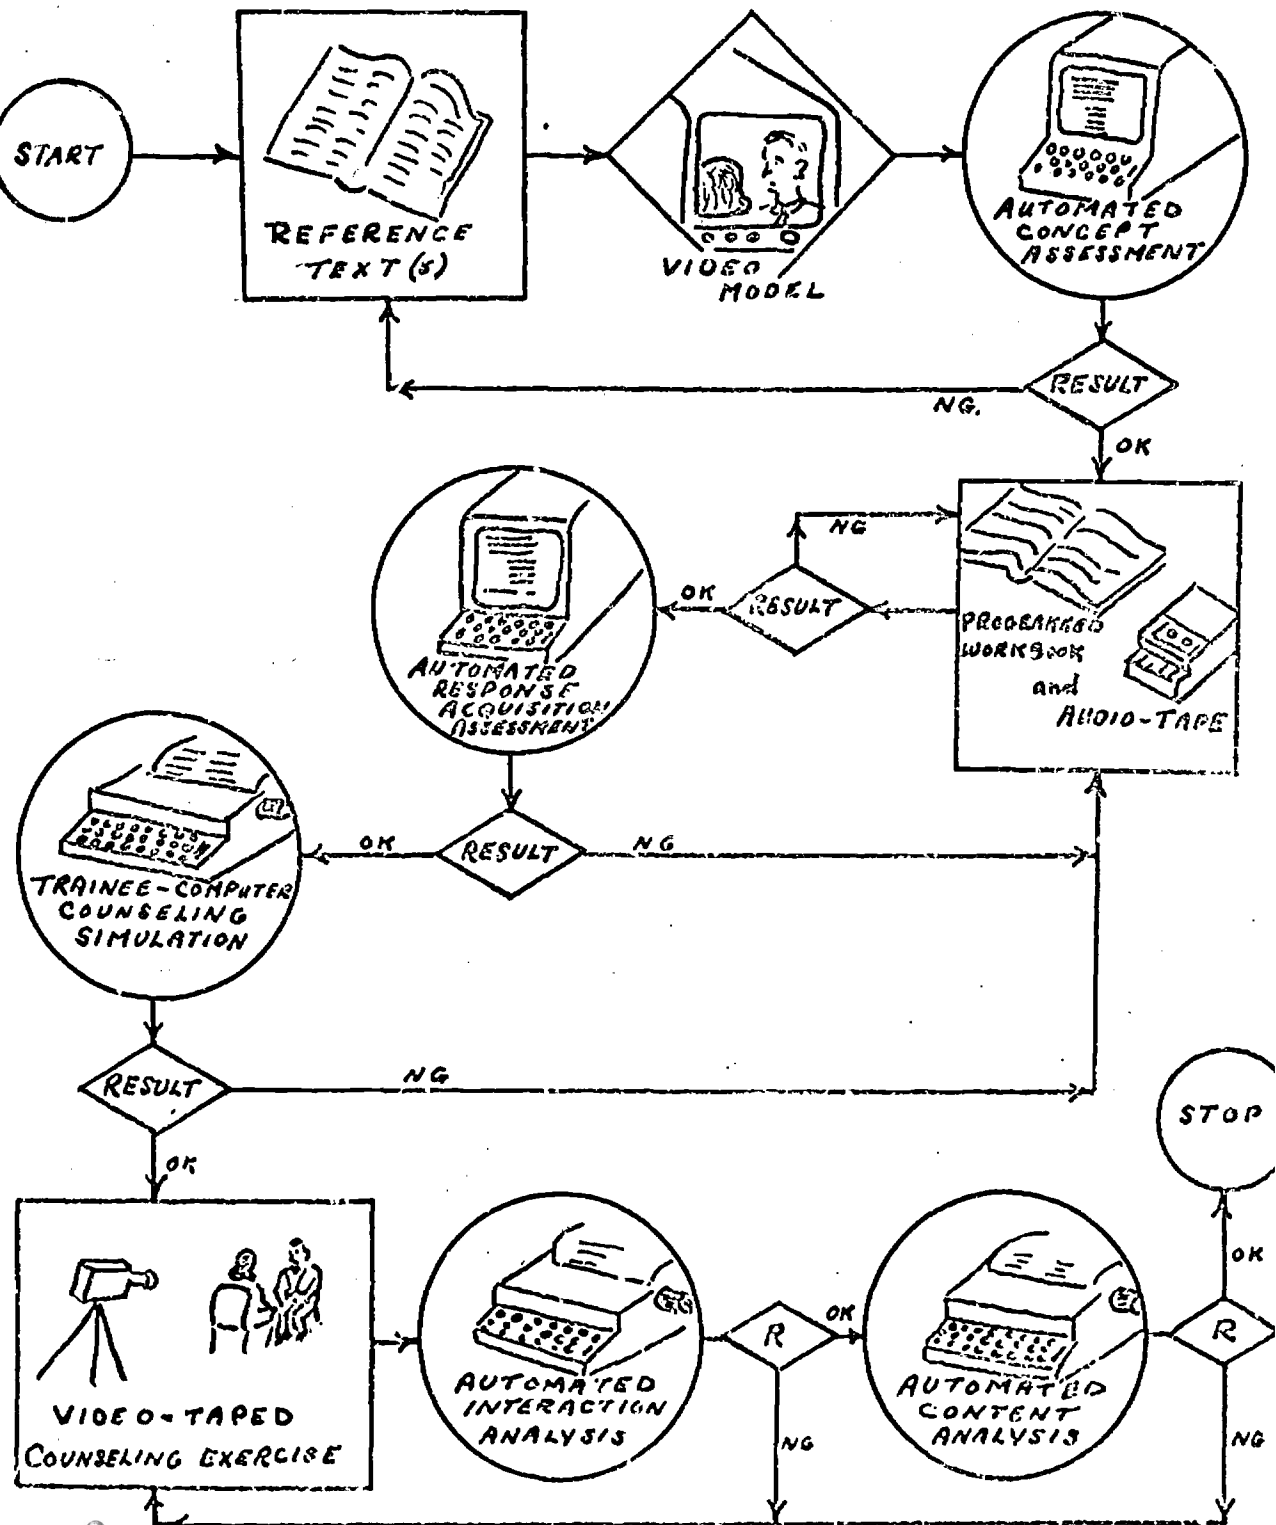 START
REFERENCE
TEXT (s)
VIDEO
MODEL
AUTOMATED
CONCEPT
ASSESSMENT
RESULT
NG.
OK
NG
RESULT
OK
WORKBOOK
and
AUDIO-TAPE
AUTOMATED
RESPONSE
ACQUISITION
ASSESSMENT
RESULT
OK
NG
TRAINEE-COMPUTER
COUNSELING
SIMULATION
RESULT
NG
OK
STOP
VIDEO-TAPED
COUNSELING EXERCISE
AUTOMATED
INTERACTION
ANALYSIS
R
OK
NG
AUTOMATED
CONTENT
ANALYSIS
R
OK
NG